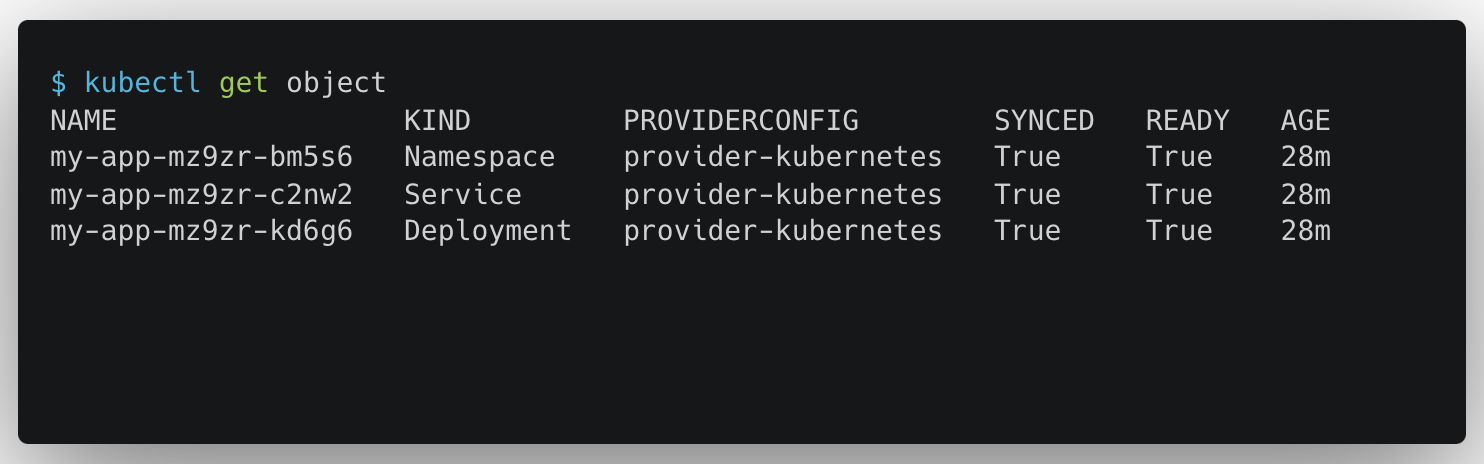 $ kubectl get object
NAME                   KIND         PROVIDERCONFIG        SYNCED   READY   AGE
my-app-mz9zr-bm5s6   Namespace    provider-kubernetes   True     True    28m
my-app-mz9zr-c2nw2   Service      provider-kubernetes   True     True    28m
my-app-mz9zr-kd6g6   Deployment   provider-kubernetes   True     True    28m